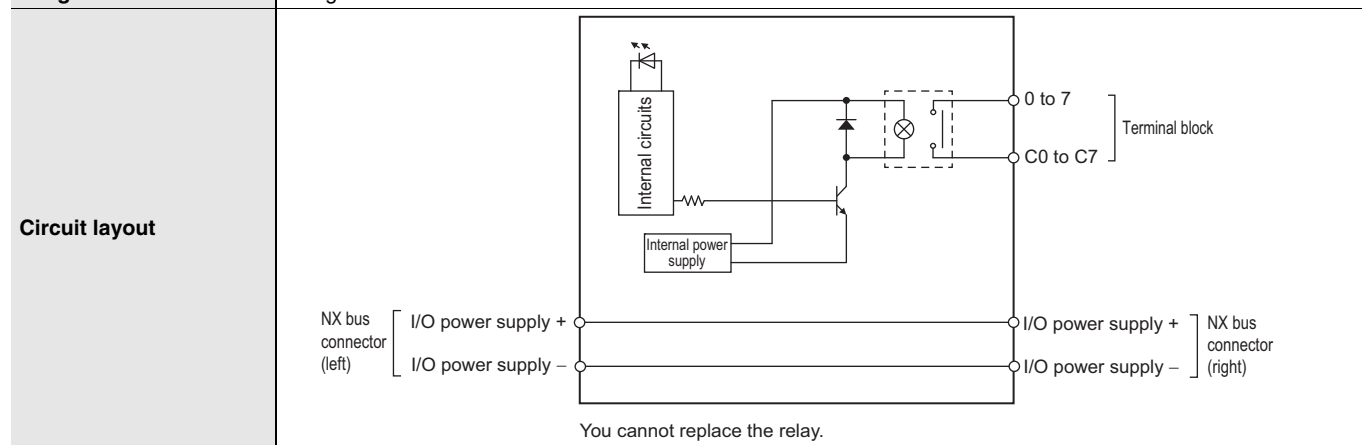 Circuit layout
Internal circuits
Internal power
supply
0 to 7
C0 to C7
Terminal block
NX bus
connector
(left)
I/O power supply +
I/O power supply –
I/O power supply +
I/O power supply –
NX bus
connector
(right)
You cannot replace the relay.